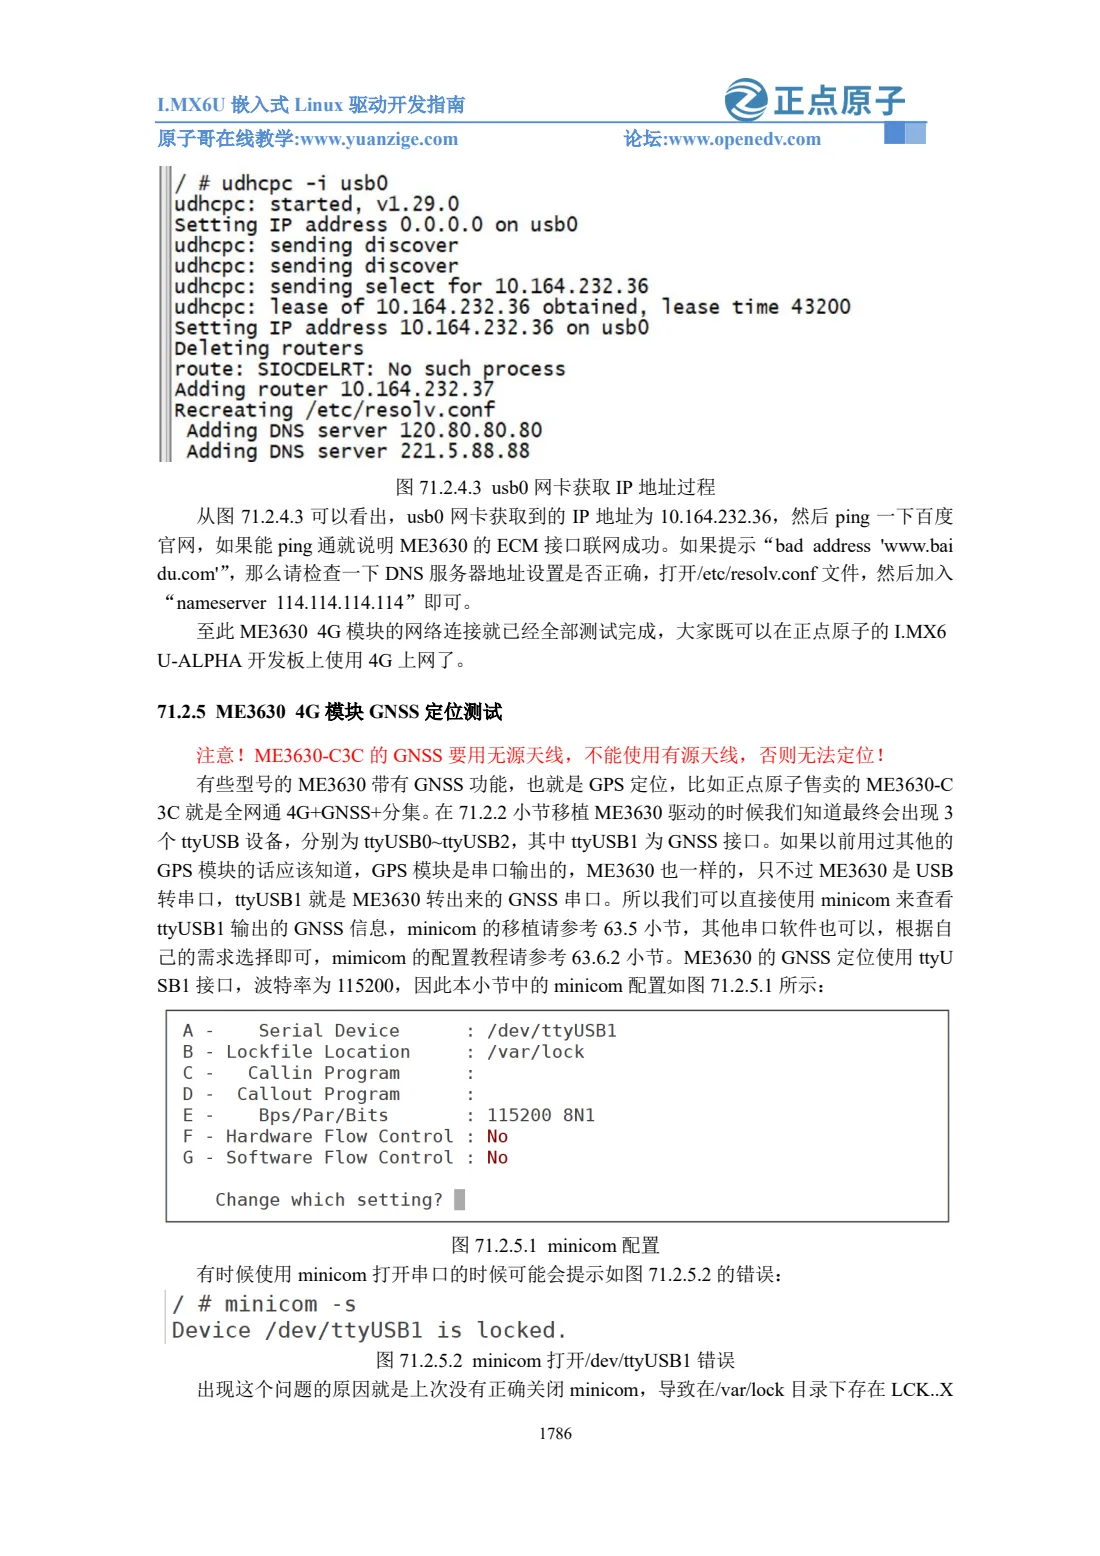 I.MX6U 嵌入式 Linux 驱动开发指南
正点原子
原子哥在线教学:www.yuanzige.com 论坛:www.openedv.com
/ # udhcpc -i usb0
udhcpc: started, v1.29.0
Setting IP address 0.0.0.0 on usb0
udhcpc: sending discover
udhcpc: sending discover
udhcpc: sending select for 10.164.232.36
udhcpc: lease of 10.164.232.36 obtained, lease time 43200
Setting IP address 10.164.232.36 on usb0
Deleting routers
route: SIOCDELRT: No such process
Adding router 10.164.232.37
Recreating /etc/resolv.conf
Adding DNS server 120.80.80.80
Adding DNS server 221.5.88.88
图 71.2.4.3 usb0 网卡获取 IP 地址过程
从图 71.2.4.3 可以看出，usb0 网卡获取到的 IP 地址为 10.164.232.36，然后 ping 一下百度
官网，如果能 ping 通就说明 ME3630 的 ECM 接口联网成功。如果提示“bad address 'www.bai
du.com'”，那么请检查一下 DNS 服务器地址设置是否正确，打开/etc/resolv.conf 文件，然后加入
“nameserver 114.114.114.114”即可。
至此 ME3630 4G 模块的网络连接就已经全部测试完成，大家既可以在正点原子的 I.MX6
U-ALPHA 开发板上使用 4G 上网了。
71.2.5 ME3630 4G 模块 GNSS 定位测试
注意！ME3630-C3C 的 GNSS 要用无源天线，不能使用有源天线，否则无法定位！
有些型号的 ME3630 带有 GNSS 功能，也就是 GPS 定位，比如正点原子售卖的 ME3630-C
3C 就是全网通 4G+GNSS+分集。在 71.2.2 小节移植 ME3630 驱动的时候我们知道最终会出现 3
个 ttyUSB 设备，分别为 ttyUSB0~ttyUSB2，其中 ttyUSB1 为 GNSS 接口。如果以前用过其他的
GPS 模块的话应该知道，GPS 模块是串口输出的，ME3630 也一样的，只不过 ME3630 是 USB
转串口，ttyUSB1 就是 ME3630 转出来的 GNSS 串口。所以我们可以直接使用 minicom 来查看
ttyUSB1 输出的 GNSS 信息，minicom 的移植请参考 63.5 小节，其他串口软件也可以，根据自
己的需求选择即可，mimicom 的配置教程请参考 63.6.2 小节。ME3630 的 GNSS 定位使用 ttyU
SB1 接口，波特率为 115200，因此本小节中的 minicom 配置如图 71.2.5.1 所示：
A - Serial Device : /dev/ttyUSB1
B - Lockfile Location : /var/lock
C - Callin Program :
D - Callout Program :
E - Bps/Par/Bits : 115200 8N1
F - Hardware Flow Control : No
G - Software Flow Control : No
Change which setting?
图 71.2.5.1 minicom 配置
有时候使用 minicom 打开串口的时候可能会提示如图 71.2.5.2 的错误：
/ # minicom -s
Device /dev/ttyUSB1 is locked.
图 71.2.5.2 minicom 打开/dev/ttyUSB1 错误
出现这个问题的原因就是上次没有正确关闭 minicom，导致在/var/lock 目录下存在 LCK..X
1786